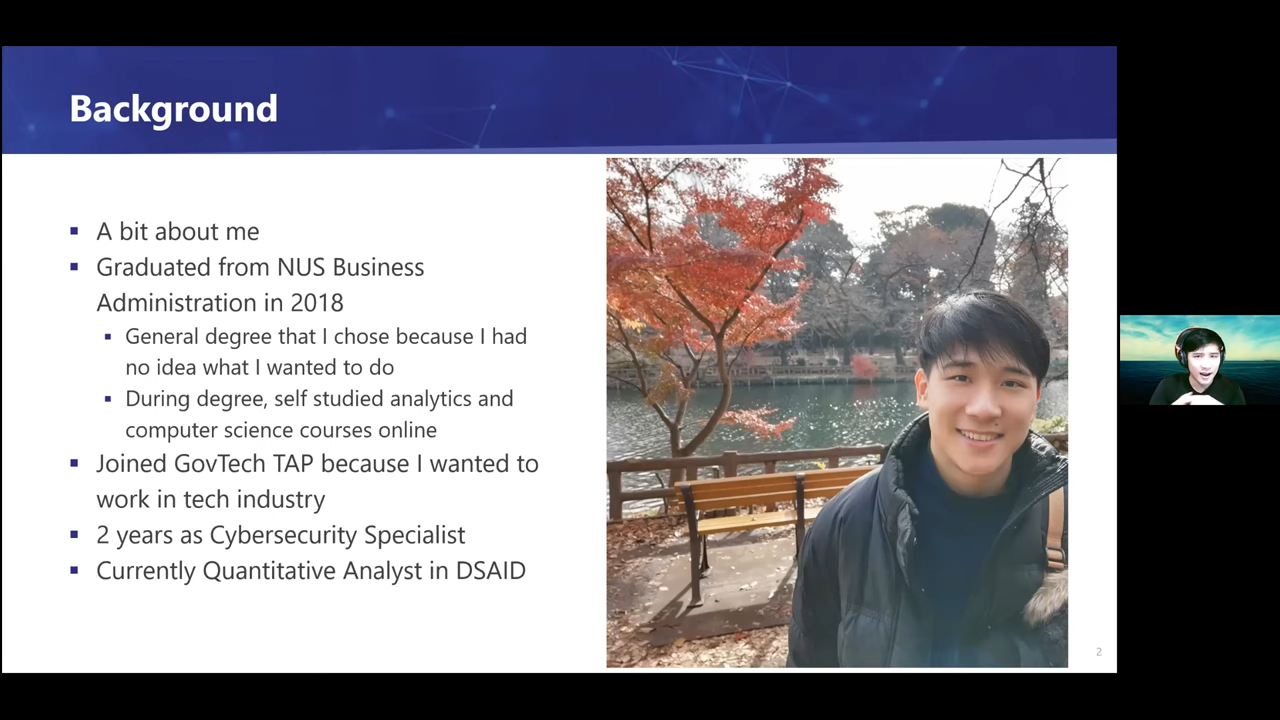 Background
▪ A bit about me
▪ Graduated from NUS Business
Administration in 2018
▪ General degree that I chose because I had
no idea what I wanted to do
▪ During degree, self studied analytics and
computer science courses online
▪ Joined GovTech TAP because I wanted to
work in tech industry
▪ 2 years as Cybersecurity Specialist
▪ Currently Quantitative Analyst in DSAID
2